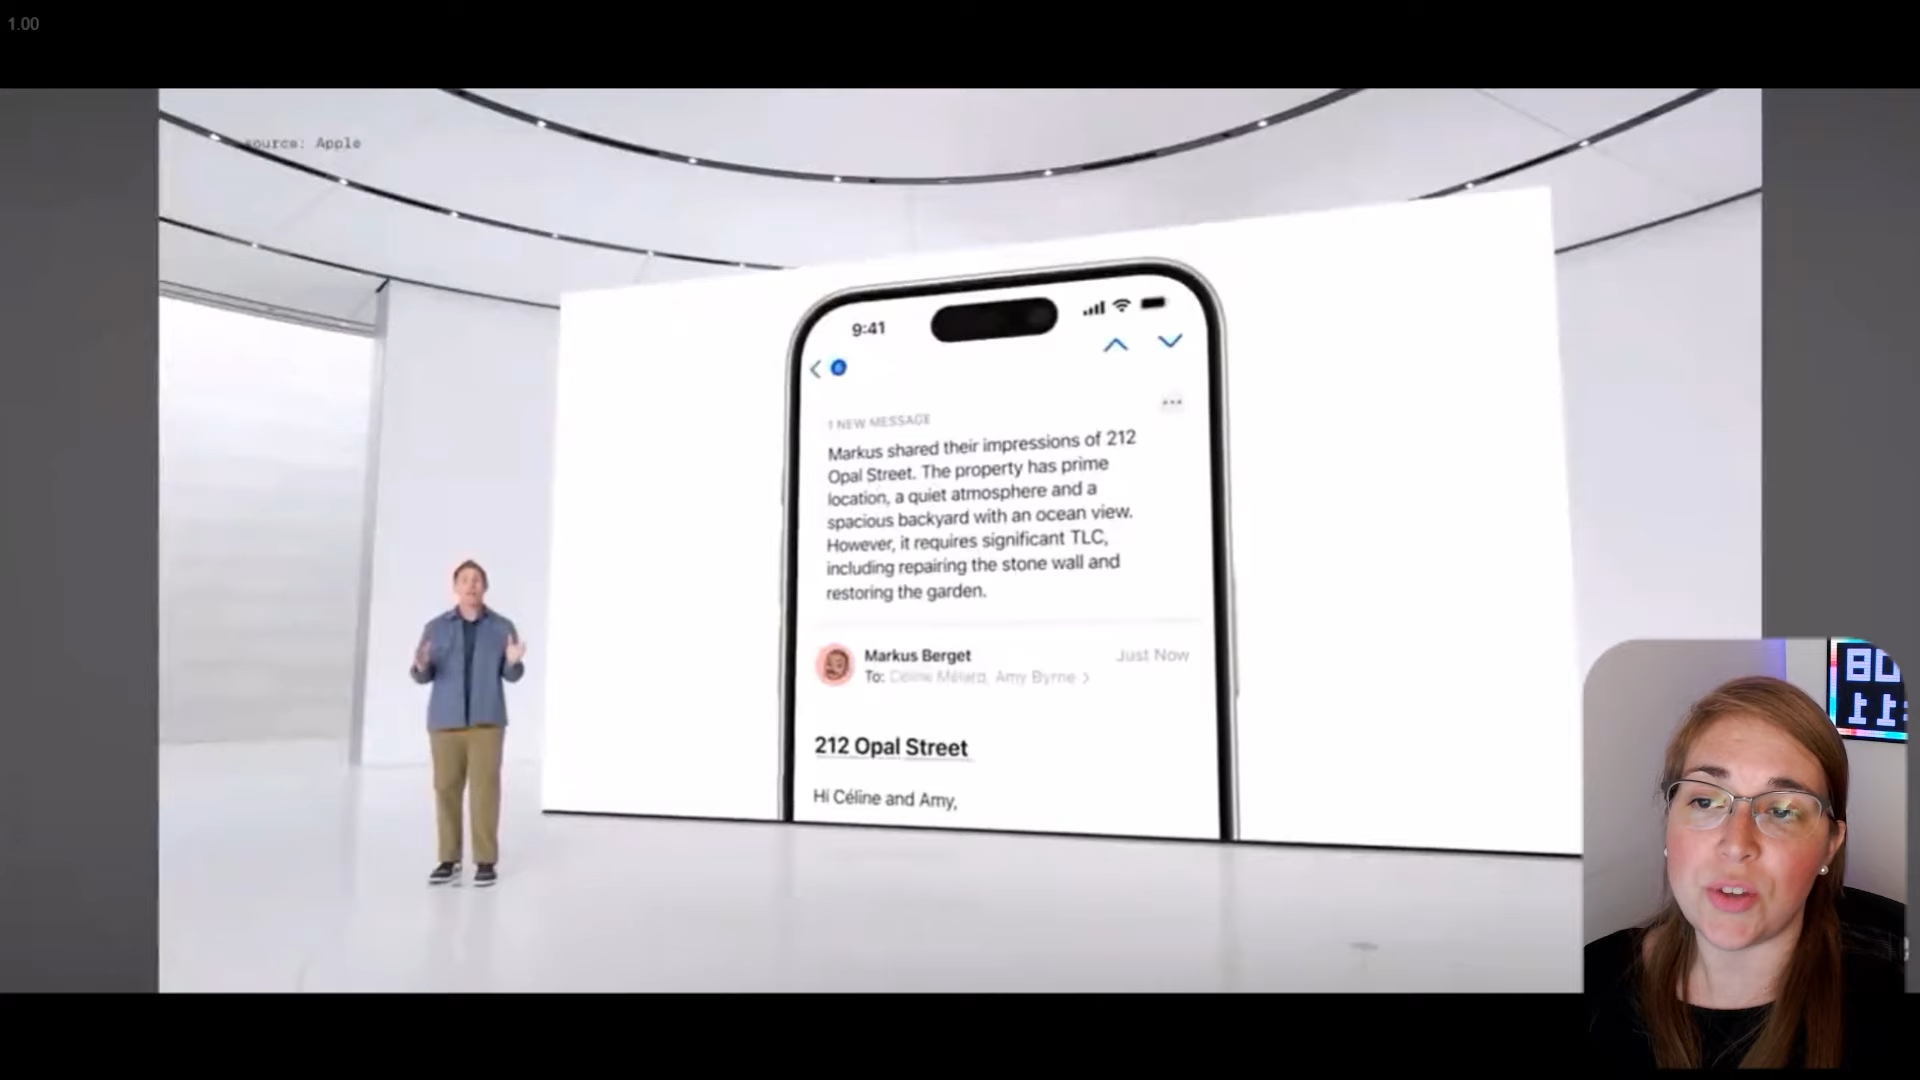 1.00
source: Apple
9:41
1 NEW MESSAGE
Markus shared their impressions of 212
Opal Street. The property has prime
location, a quiet atmosphere and a
spacious backyard with an ocean view.
However, it requires significant TLC,
including repairing the stone wall and
restoring the garden.
Markus Berget
Just Now
To: Céline Mélard, Amy Byrne
212 Opal Street
Hi Céline and Amy,